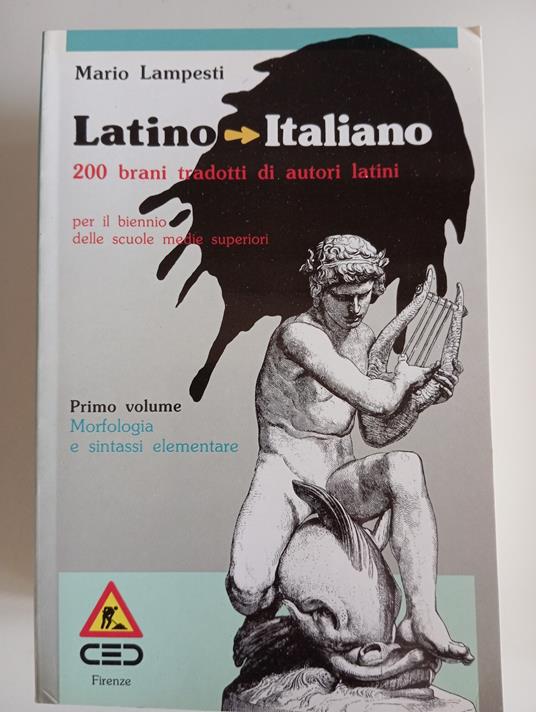 Mario Lampesti
Latino Italiano
200 brani tradotti di autori latini
per il biennio
delle scuole medie superiori
Primo volume
Morfologia
e sintassi elementare
CED
Firenze